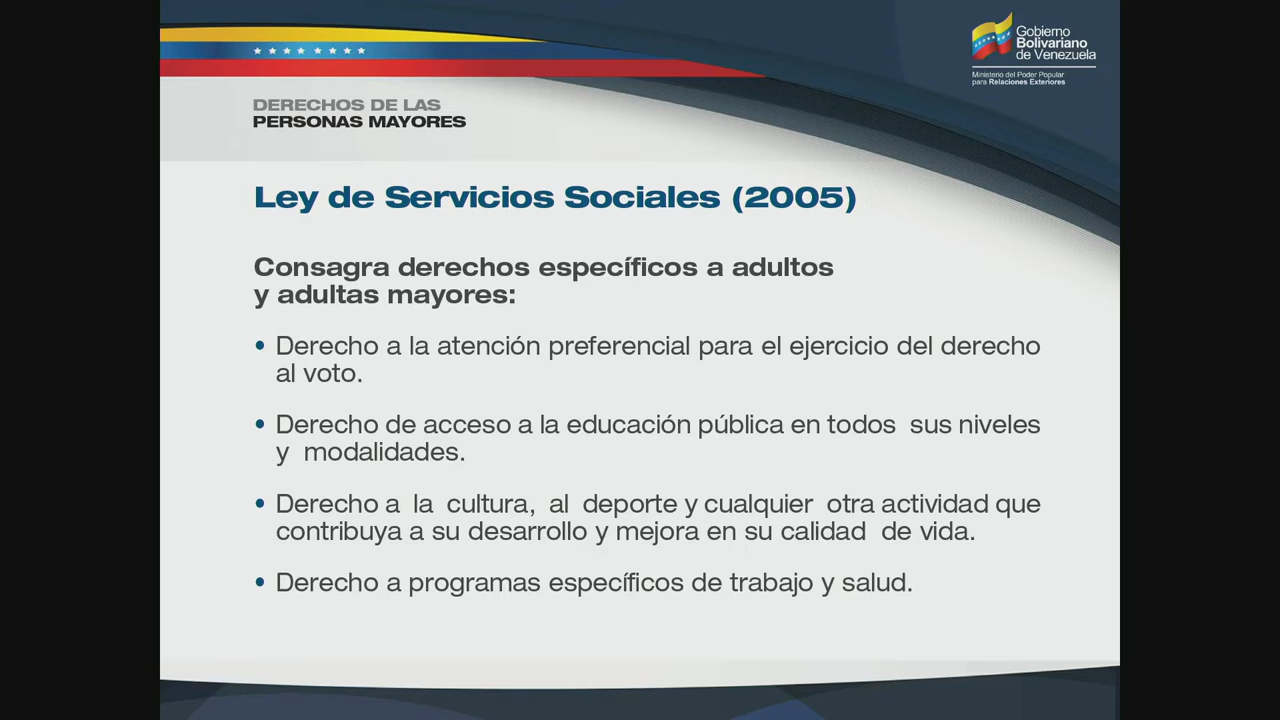 Gobierno
Bolivariano
de Venezuela
Ministerio del Poder Popular
para Relaciones Exteriores
DERECHOS DE LAS
PERSONAS MAYORES
Ley de Servicios Sociales (2005)
Consagra derechos específicos a adultos
y adultas mayores:
• Derecho a la atención preferencial para el ejercicio del derecho
al voto.
• Derecho de acceso a la educación pública en todos sus niveles
y modalidades.
• Derecho a la cultura, al deporte y cualquier otra actividad que
contribuya a su desarrollo y mejora en su calidad de vida.
• Derecho a programas específicos de trabajo y salud.